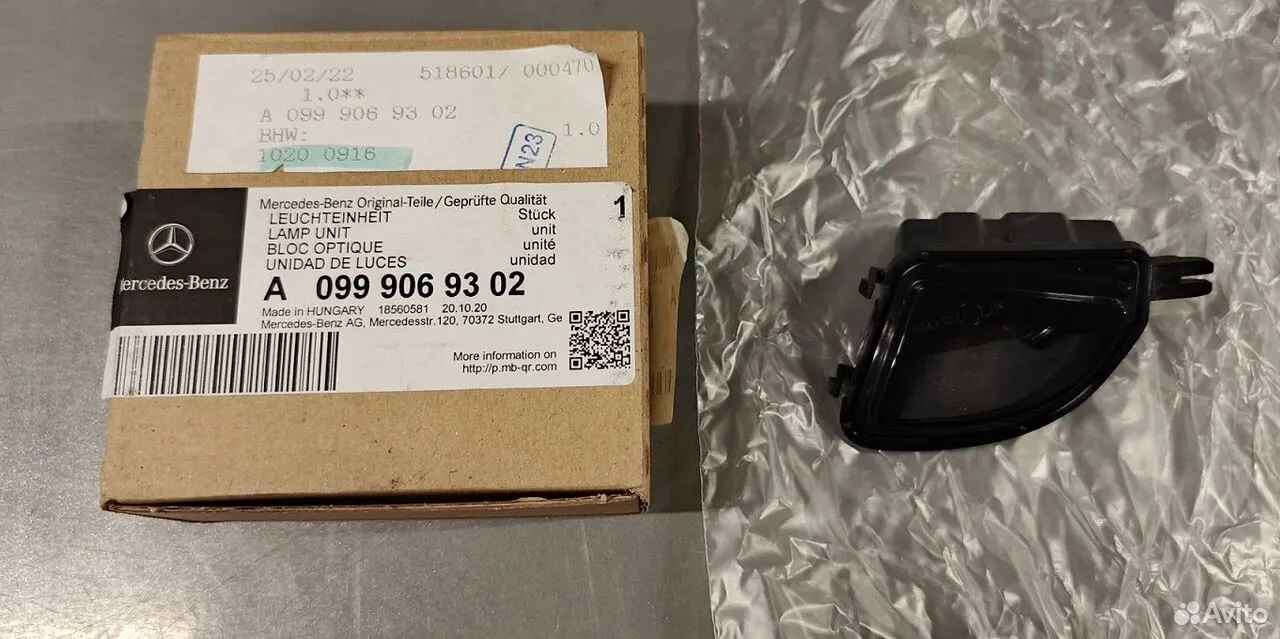 25/02/22 518601/ 000470
1.0**
A 099 906 93 02
BHW: 1.0
1020 0916
N23
Mercedes-Benz Original-Teile/Geprüfte Qualität 1
LEUCHTEINHEIT Stück
LAMP UNIT unit
BLOC OPTIQUE unité
UNIDAD DE LUCES unidad
ercedes-Benz
A 099 906 93 02
Made in HUNGARY 18560581 20.10.20
Mercedes-Benz AG, Mercedesstr.120, 70372 Stuttgart, Ge
More information on
http://p.mb-qr.com
Avito